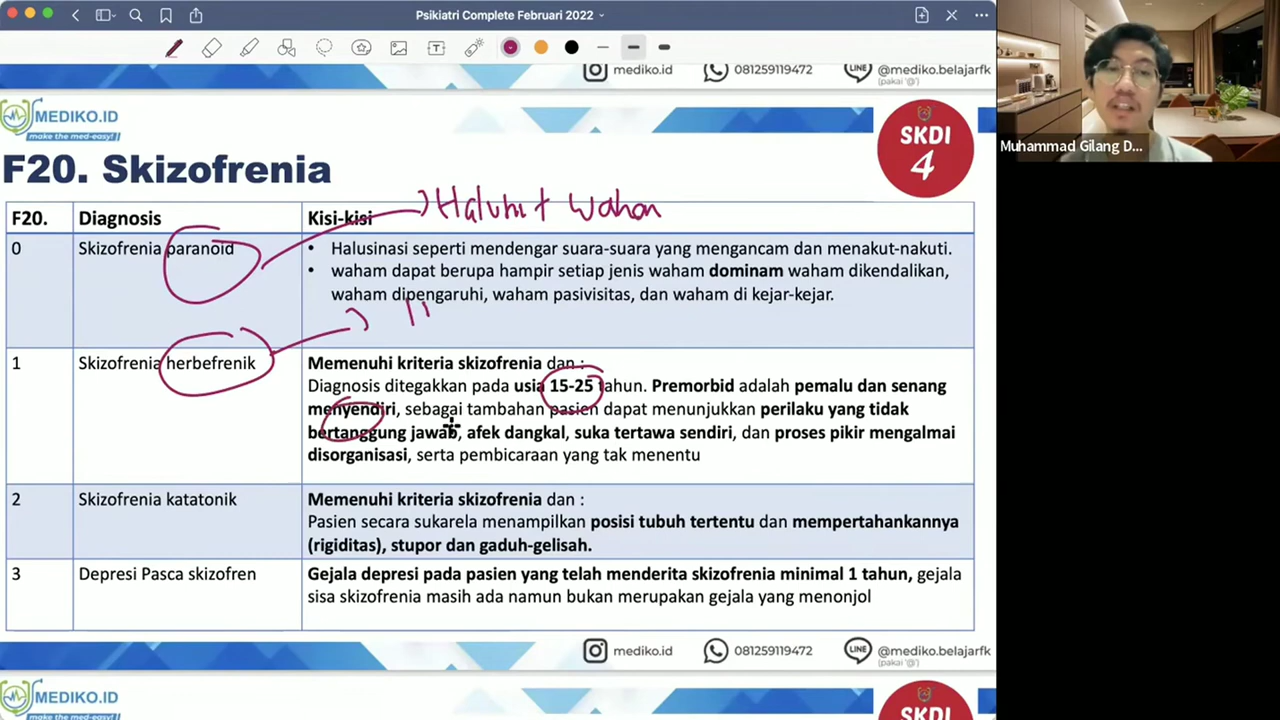 Psikiatri Complete Februari 2022
mediko.id 081259119472 @mediko.belajarfk
(pakai '@')
MEDIKO.ID
make the med-easy!
SKDI
4
Muhammad Gilang D...
F20. Skizofrenia
Halusi + Waham
F20. Diagnosis Kisi-kisi
0 Skizofrenia paranoid
• Halusinasi seperti mendengar suara-suara yang mengancam dan menakut-nakuti.
• waham dapat berupa hampir setiap jenis waham dominam waham dikendalikan,
waham dipengaruhi, waham pasivisitas, dan waham di kejar-kejar.
1 Skizofrenia herbefrenik
Memenuhi kriteria skizofrenia dan :
Diagnosis ditegakkan pada usia 15-25 tahun. Premorbid adalah pemalu dan senang
menyendiri, sebagai tambahan pasien dapat menunjukkan perilaku yang tidak
bertanggung jawab, afek dangkal, suka tertawa sendiri, dan proses pikir mengalmai
disorganisasi, serta pembicaraan yang tak menentu
2 Skizofrenia katatonik
Memenuhi kriteria skizofrenia dan :
Pasien secara sukarela menampilkan posisi tubuh tertentu dan mempertahankannya
(rigiditas), stupor dan gaduh-gelisah.
3 Depresi Pasca skizofren
Gejala depresi pada pasien yang telah menderita skizofrenia minimal 1 tahun, gejala
sisa skizofrenia masih ada namun bukan merupakan gejala yang menonjol
mediko.id 081259119472 @mediko.belajarfk
(pakai '@')
MEDIKO.ID
make the med-easy!
SKDI